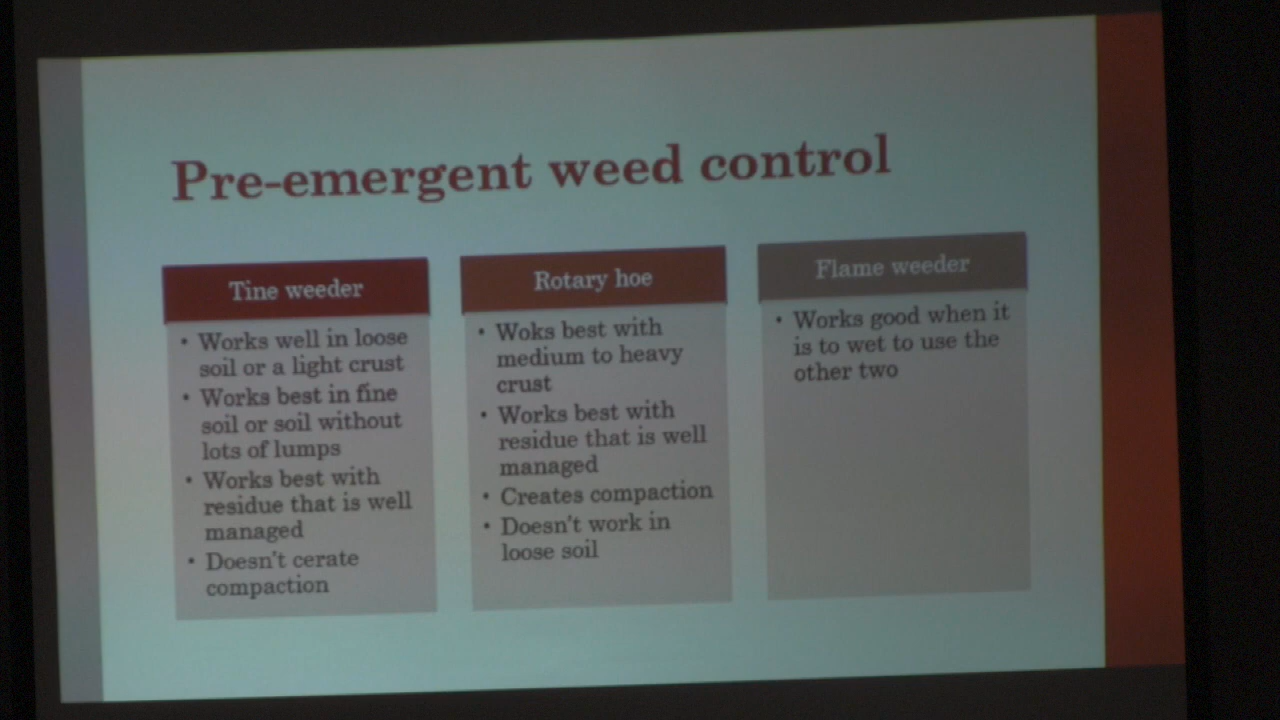 Pre-emergent weed control
Tine weeder
• Works well in loose
soil or a light crust
• Works best in fine
soil or soil without
lots of lumps
• Works best with
residue that is well
managed
• Doesn't cerate
compaction
Rotary hoe
• Woks best with
medium to heavy
crust
• Works best with
residue that is well
managed
• Creates compaction
• Doesn't work in
loose soil
Flame weeder
• Works good when it
is to wet to use the
other two